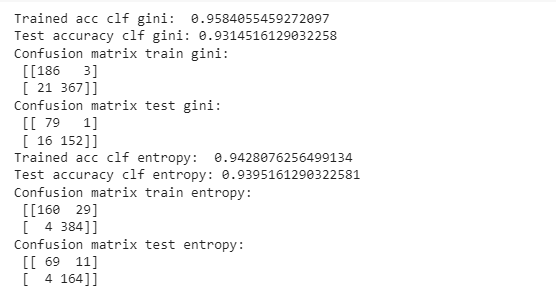 Trained acc clf gini:  0.9584055459272097
Test accuracy clf gini: 0.9314516129032258
Confusion matrix train gini:
 [[186   3]
 [ 21 367]]
Confusion matrix test gini:
 [[ 79   1]
 [ 16 152]]
Trained acc clf entropy:  0.9428076256499134
Test accuracy clf entropy: 0.9395161290322581
Confusion matrix train entropy:
 [[160  29]
 [  4 384]]
Confusion matrix test entropy:
 [[ 69  11]
 [  4 164]]